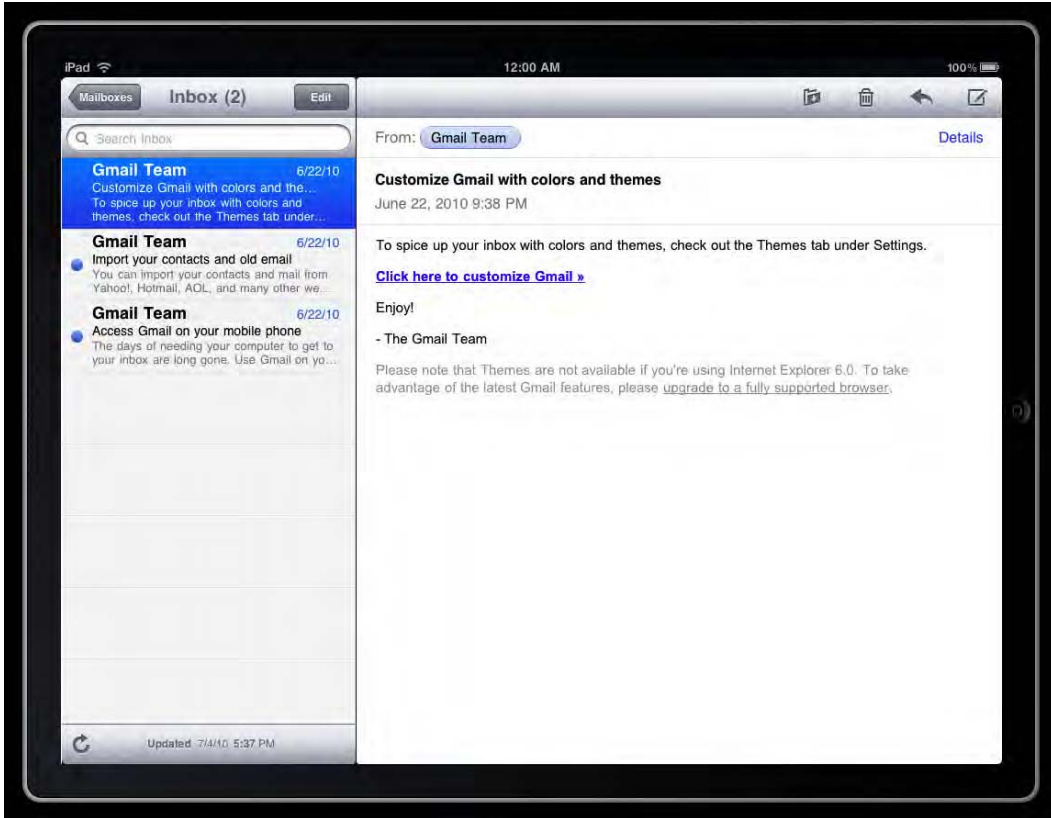 iPad
12:00 AM
100%
Mailboxes
Inbox (2)
Edit
Search Inbox
Gmail Team 6/22/10
Customize Gmail with colors and the...
To spice up your inbox with colors and
themes, check out the Themes tab under...
Gmail Team 6/22/10
Import your contacts and old email
You can import your contacts and mail from
Yahoo!, Hotmail, AOL, and many other we...
Gmail Team 6/22/10
Access Gmail on your mobile phone
The days of needing your computer to get to
your inbox are long gone. Use Gmail on yo...
Updated 7/4/10 5:37 PM
From: Gmail Team
Details
Customize Gmail with colors and themes
June 22, 2010 9:38 PM
To spice up your inbox with colors and themes, check out the Themes tab under Settings.
Click here to customize Gmail »
Enjoy!
- The Gmail Team
Please note that Themes are not available if you're using Internet Explorer 6.0. To take
advantage of the latest Gmail features, please upgrade to a fully supported browser.